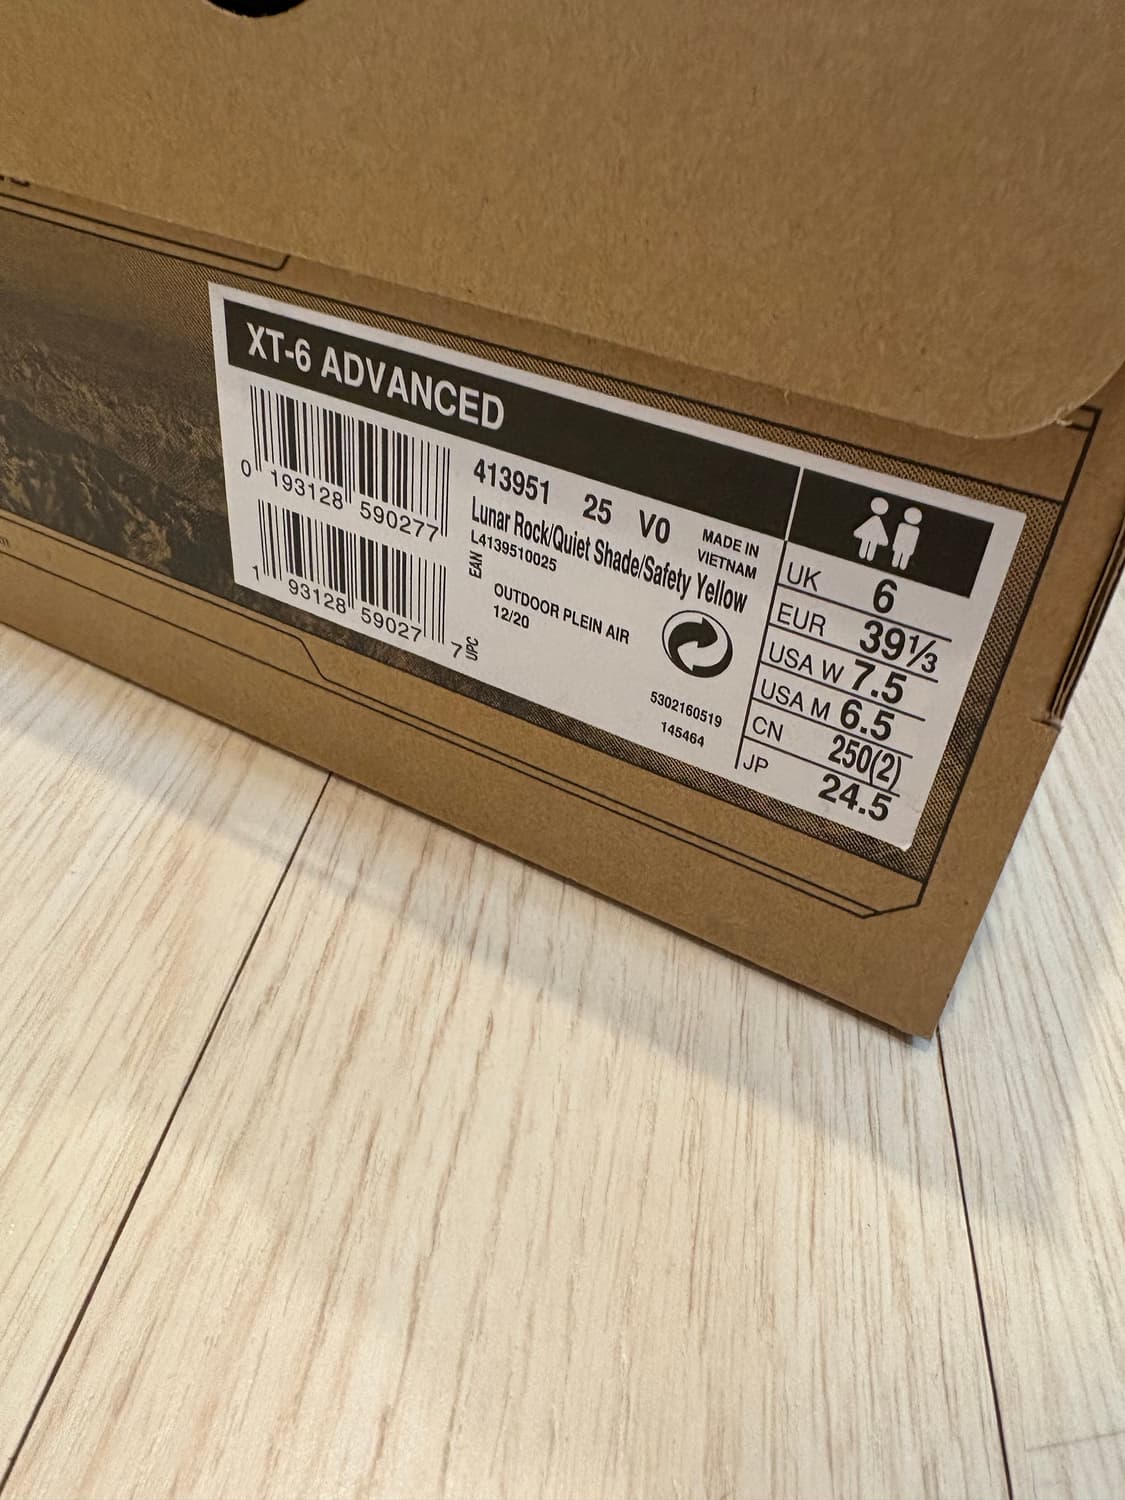 XT-6 ADVANCED
0 193128 590277
413951 25 V0
MADE IN
VIETNAM
Lunar Rock/Quiet Shade/Safety Yellow
L4139510025
EAN
1 93128 59027 7
UPC
OUTDOOR PLEIN AIR
12/20
5302160519
145464
UK 6
EUR 39⅓
USA W 7.5
USA M 6.5
CN 250(2)
JP 24.5